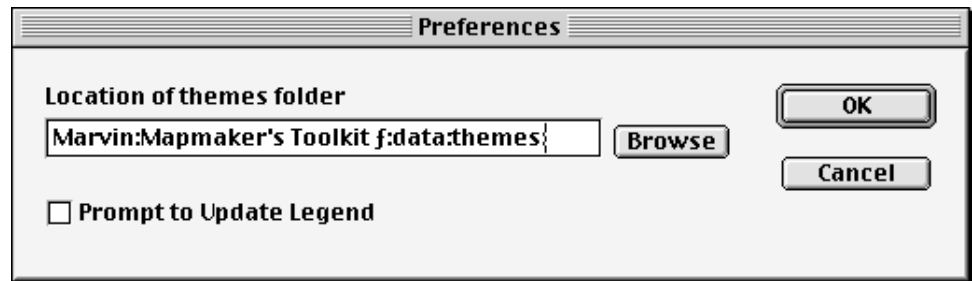 Preferences
Location of themes folder
OK
Marvin:Mapmaker's Toolkit ƒ:data:themes:
Browse
Cancel
Prompt to Update Legend